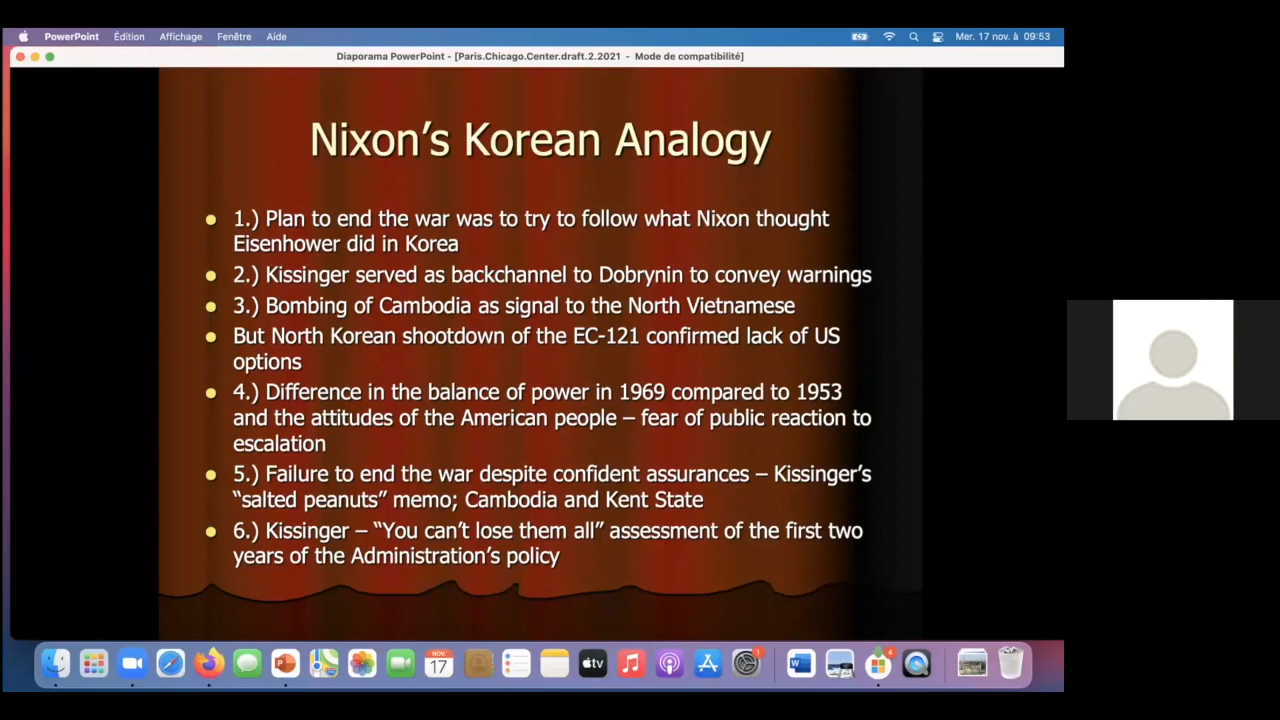 PowerPoint Édition Affichage Fenêtre Aide Mer. 17 nov. à 09:53
Diaporama PowerPoint - [Paris.Chicago.Center.draft.2.2021 - Mode de compatibilité]
Nixon’s Korean Analogy
1.) Plan to end the war was to try to follow what Nixon thought
Eisenhower did in Korea
2.) Kissinger served as backchannel to Dobrynin to convey warnings
3.) Bombing of Cambodia as signal to the North Vietnamese
But North Korean shootdown of the EC-121 confirmed lack of US
options
4.) Difference in the balance of power in 1969 compared to 1953
and the attitudes of the American people – fear of public reaction to
escalation
5.) Failure to end the war despite confident assurances – Kissinger’s
“salted peanuts” memo; Cambodia and Kent State
6.) Kissinger – “You can’t lose them all” assessment of the first two
years of the Administration’s policy
NOV.
17
P
tv
1
W
4